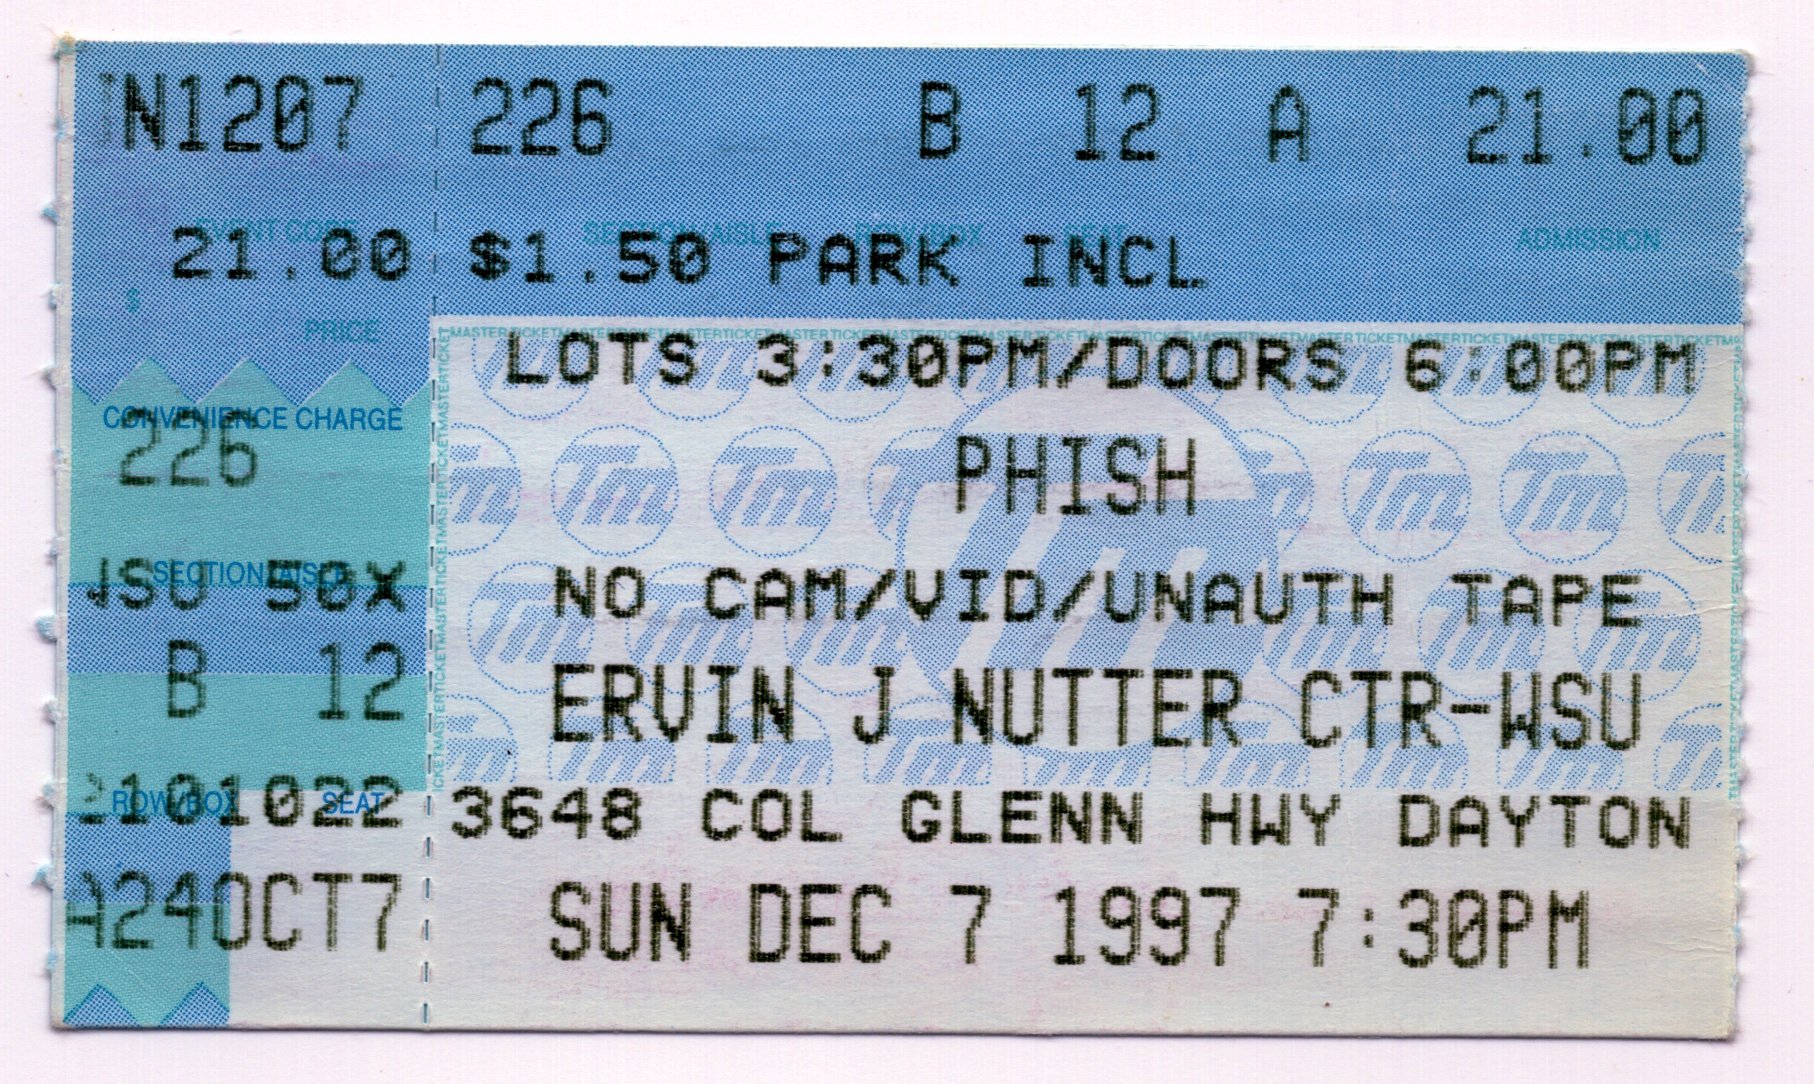 N1207
21.00
EVENT CODE
$
PRICE
CONVENIENCE CHARGE
226
SECTION/AISLE
WSU 50X
B 12
ROW/BOX SEAT
2101022
A24OCT7
226 B 12 A 21.00
SECTION/AISLE ROW/BOX SEAT ADMISSION
$1.50 PARK INCL
LOTS 3:30PM/DOORS 6:00PM
PHISH
NO CAM/VID/UNAUTH TAPE
ERVIN J NUTTER CTR-WSU
3648 COL GLENN HWY DAYTON
SUN DEC 7 1997 7:30PM